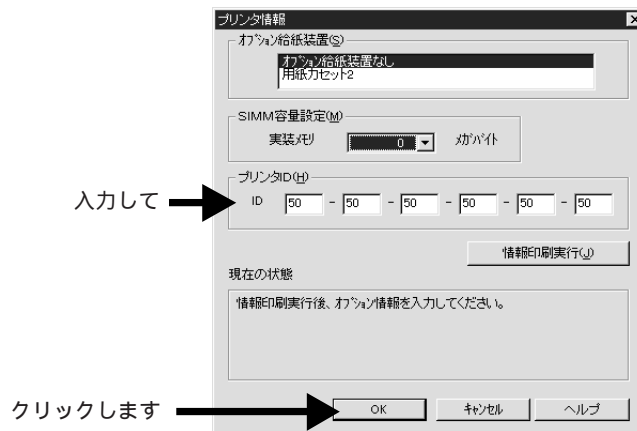 プリンタ情報
オプション給紙装置(S)
オプション給紙装置なし
用紙カセット2
SIMM容量設定(M)
実装メモリ 0 メガバイト
プリンタID(H)
入力して
ID 50 - 50 - 50 - 50 - 50 - 50
情報印刷実行(J)
現在の状態
情報印刷実行後、オプション情報を入力してください。
クリックします
OK キャンセル ヘルプ